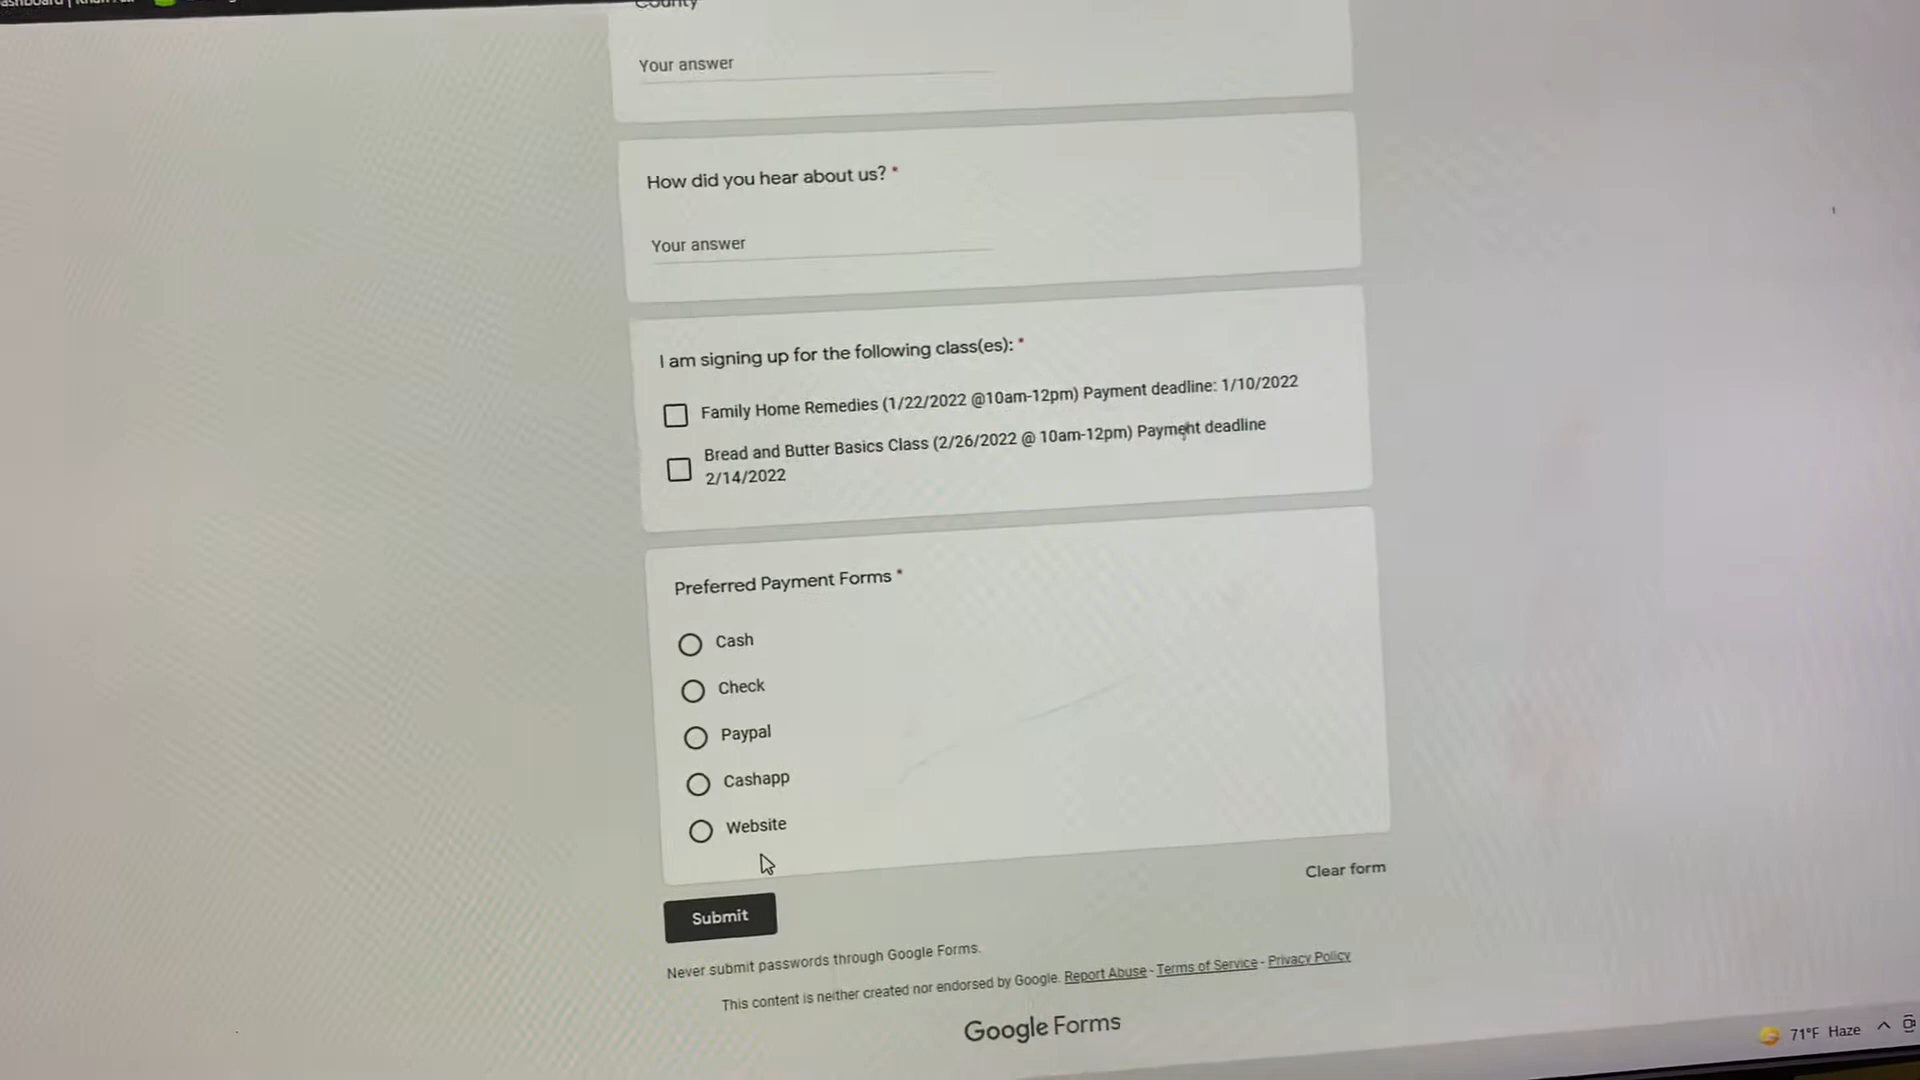 County
Your answer
How did you hear about us? *
Your answer
I am signing up for the following class(es): *
Family Home Remedies (1/22/2022 @10am-12pm) Payment deadline: 1/10/2022
Bread and Butter Basics Class (2/26/2022 @ 10am-12pm) Payment deadline
2/14/2022
Preferred Payment Forms *
Cash
Check
Paypal
Cashapp
Website
Clear form
Submit
Never submit passwords through Google Forms.
This content is neither created nor endorsed by Google. Report Abuse - Terms of Service - Privacy Policy
Google Forms
71°F Haze